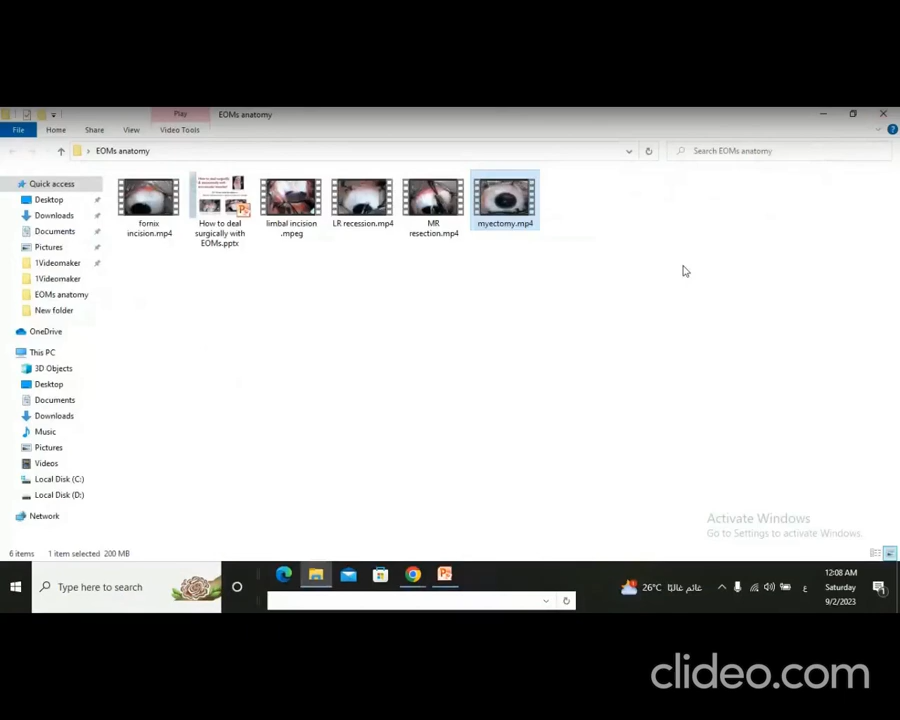 Play
EOMs anatomy
File
Home
Share
View
Video Tools
EOMs anatomy
Search EOMs anatomy
Quick access
Desktop
Downloads
Documents
Pictures
1Videomaker
1Videomaker
EOMs anatomy
New folder
OneDrive
This PC
3D Objects
Desktop
Documents
Downloads
Music
Pictures
Videos
Local Disk (C:)
Local Disk (D:)
Network
fornix
incision.mp4
How to deal
surgically with
EOMs.pptx
limbal incision
.mpeg
LR recession.mp4
MR
resection.mp4
myectomy.mp4
Activate Windows
Go to Settings to activate Windows.
6 items
1 item selected 200 MB
Type here to search
26°C غائم غالبًا
ع
12:08 AM
Saturday
9/2/2023
clideo.com